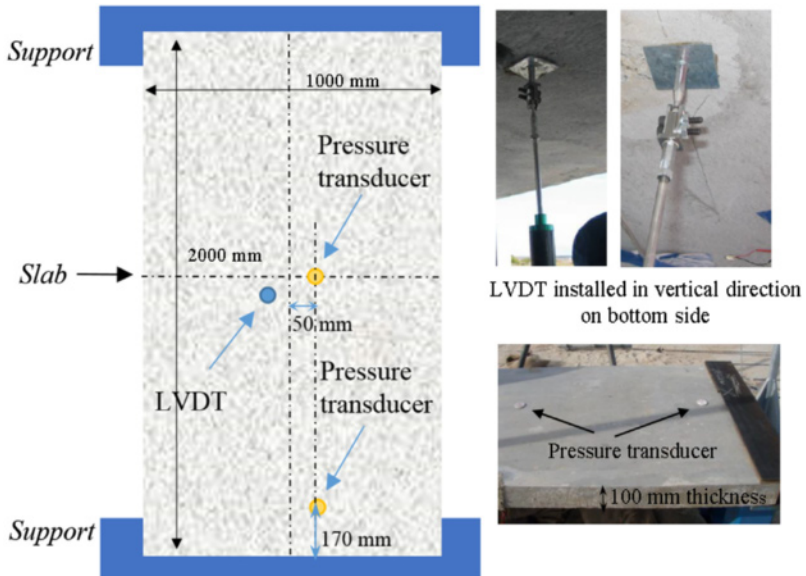 Support
1000 mm
Pressure
transducer
2000 mm
Slab
50 mm
LVDT
Pressure
transducer
Support
170 mm
LVDT installed in vertical direction
on bottom side
Pressure transducer
100 mm thickness